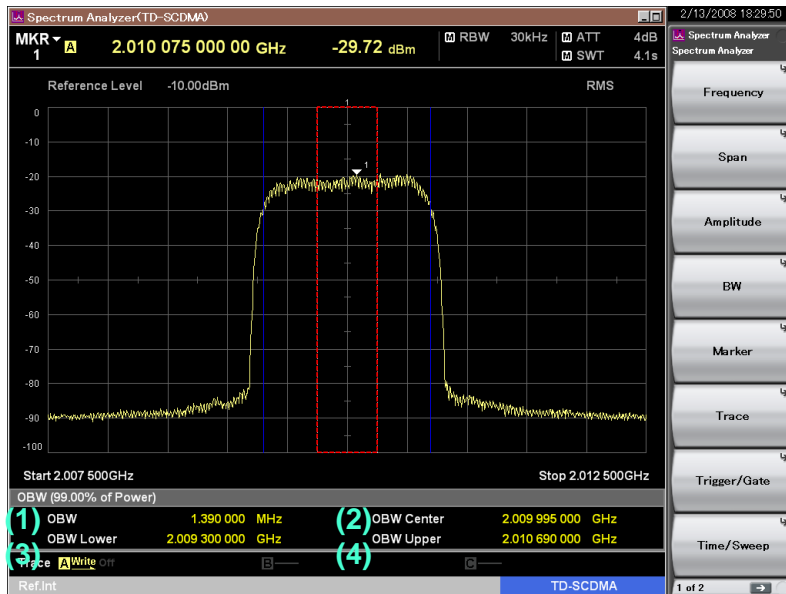 Spectrum Analyzer(TD-SCDMA)
2/13/2008 18:29:50
MKR 1 A 2.010 075 000 00 GHz -29.72 dBm
RBW 30kHz ATT 4dB
SWT 4.1s
Reference Level -10.00dBm RMS
1
0
-10
-20
1
-30
-40
-50
-60
-70
-80
-90
-100
Start 2.007 500GHz Stop 2.012 500GHz
OBW (99.00% of Power)
(1) OBW 1.390 000 MHz (2) OBW Center 2.009 995 000 GHz
(3) OBW Lower 2.009 300 000 GHz (4) OBW Upper 2.010 690 000 GHz
Trace A Write Off B C
Ref.Int TD-SCDMA
Spectrum Analyzer
Spectrum Analyzer
Frequency
Span
Amplitude
BW
Marker
Trace
Trigger/Gate
Time/Sweep
1 of 2